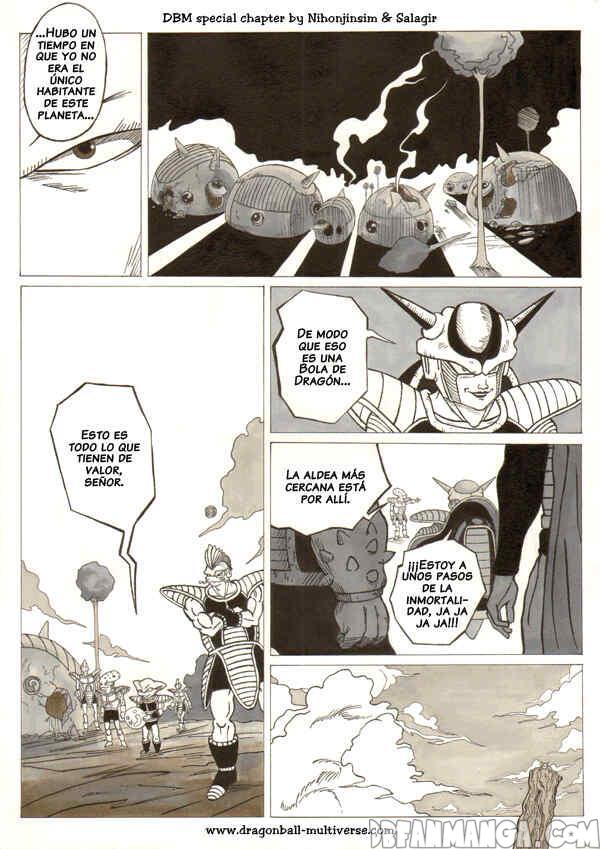 DBM special chapter by Nihonjinsim & Salagir
...Hubo un
tiempo en
que yo no
era el
único
habitante
de este
planeta...
De modo
que eso
es una
Bola de
Dragón...
Esto es
todo lo que
tienen de
valor,
señor.
La aldea más
cercana está
por allí.
¡¡¡Estoy a
unos pasos
de la
inmortali-
dad, ja ja
ja ja!!!
www.dragonball-multiverse.com
DBFANMANGA.COM